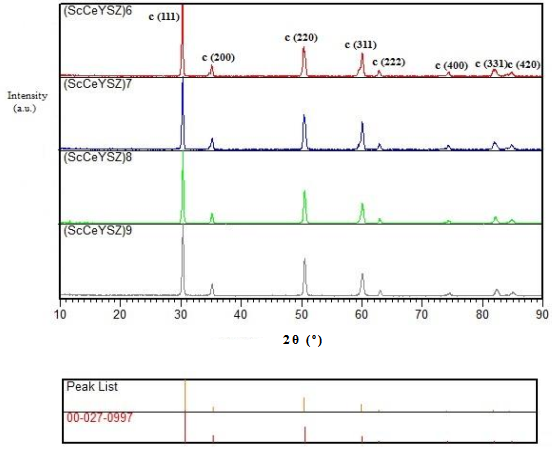 (ScCeYSZ)6
c (111)
c (200)
c (220)
c (311)
c (222)
c (400)
c (331)
c (420)
Intensity
(a.u.)
(ScCeYSZ)7
(ScCeYSZ)8
(ScCeYSZ)9
10 20 30 40 50 60 70 80 90
2θ (°)
Peak List
00-027-0997